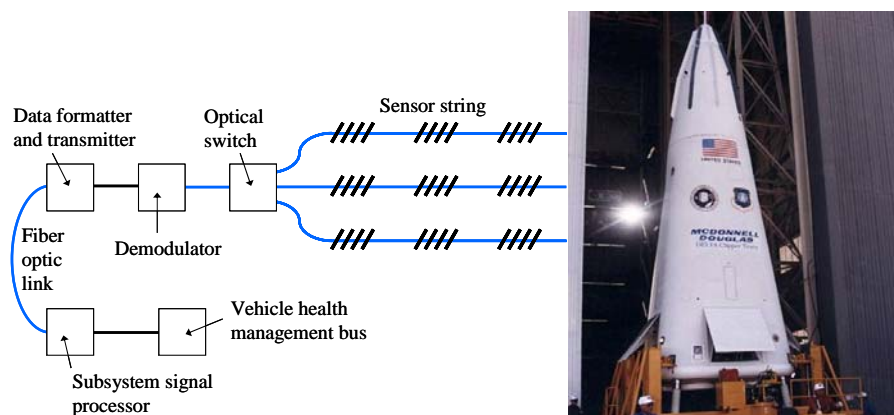 Data formatter
and transmitter
Optical
switch
Sensor string
Fiber
optic
link
Demodulator
Vehicle health
management bus
Subsystem signal
processor
UNITED STATES
MCDONNELL
DOUGLAS